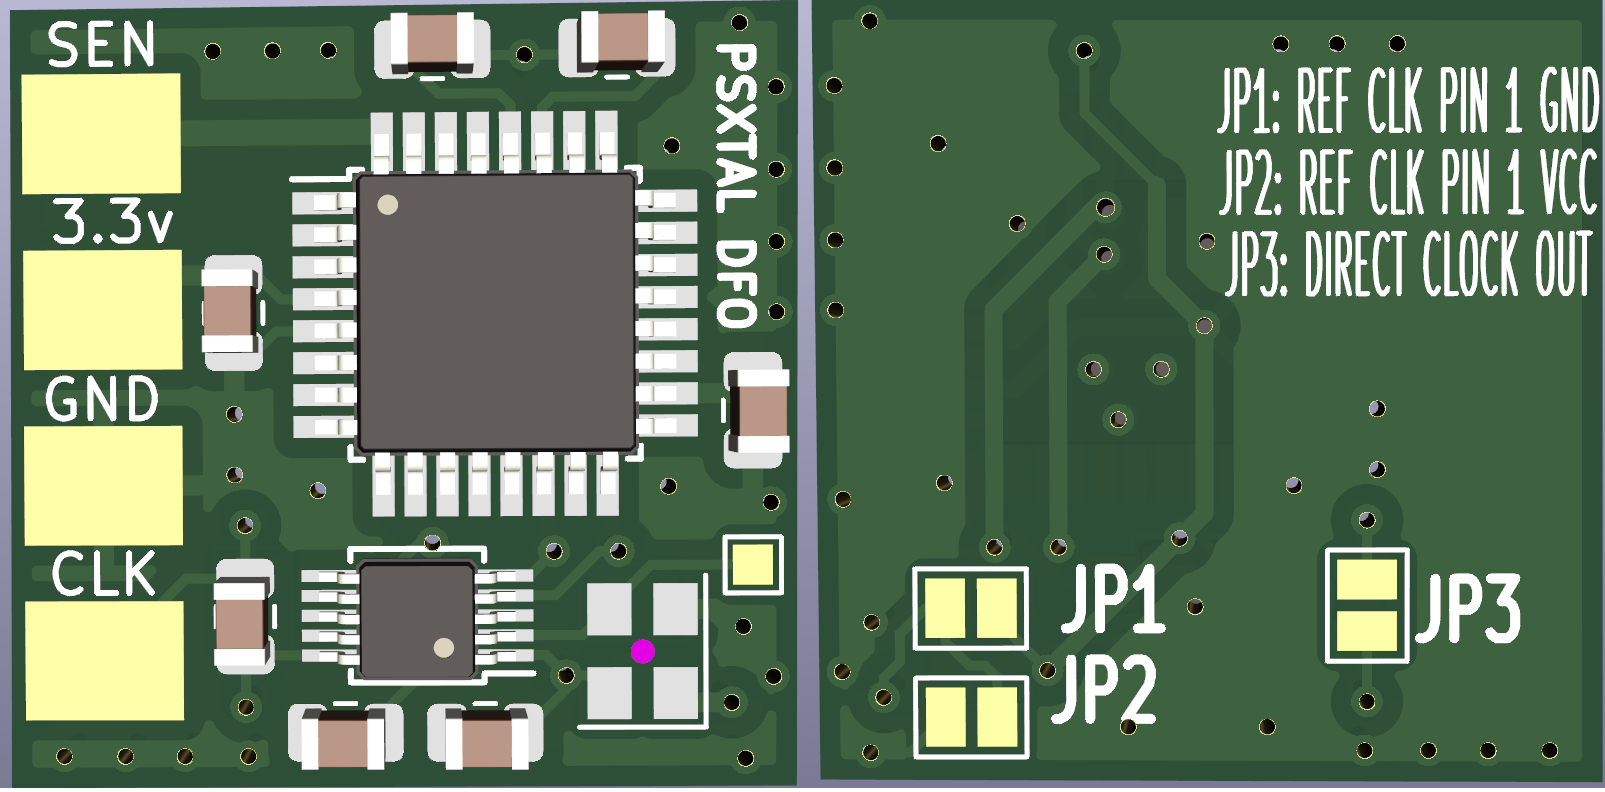 SEN
3.3v
GND
CLK
PSXTAL DFO
JP1: REF CLK PIN 1 GND
JP2: REF CLK PIN 1 VCC
JP3: DIRECT CLOCK OUT
JP1
JP2
JP3